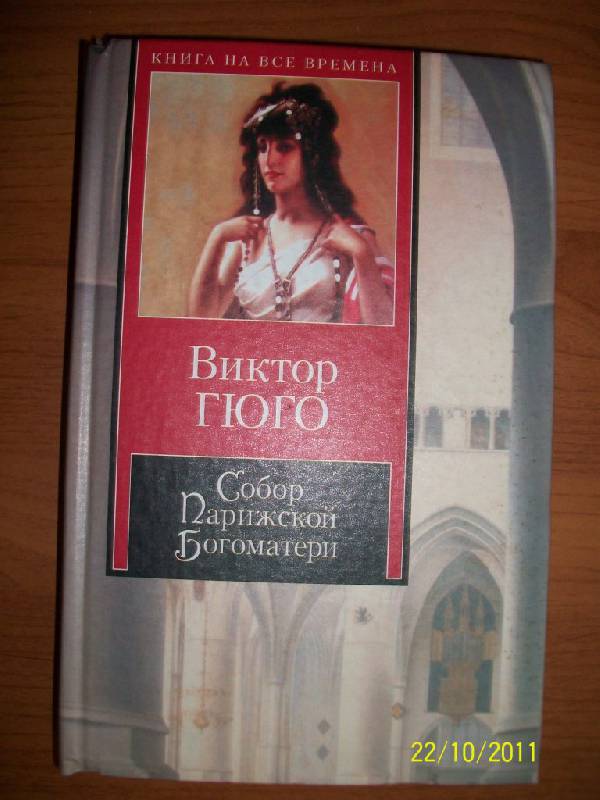 КНИГА НА ВСЕ ВРЕМЕНА
Виктор
ГЮГО
Собор
Парижской
Богоматери
22/10/2011